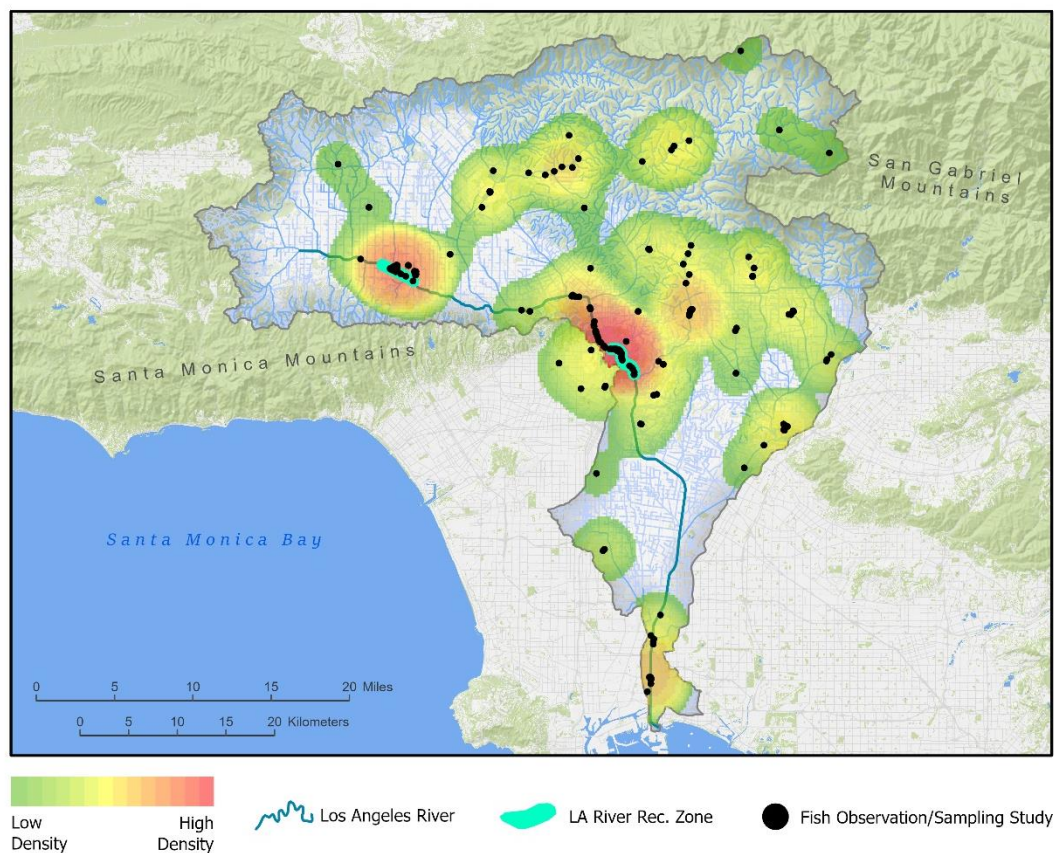 San Gabriel
Mountains
Santa Monica Mountains
Santa Monica Bay
0 5 10 20 Miles
0 5 10 15 20 Kilometers
Low
Density
High
Density
Los Angeles River
LA River Rec. Zone
Fish Observation/Sampling Study